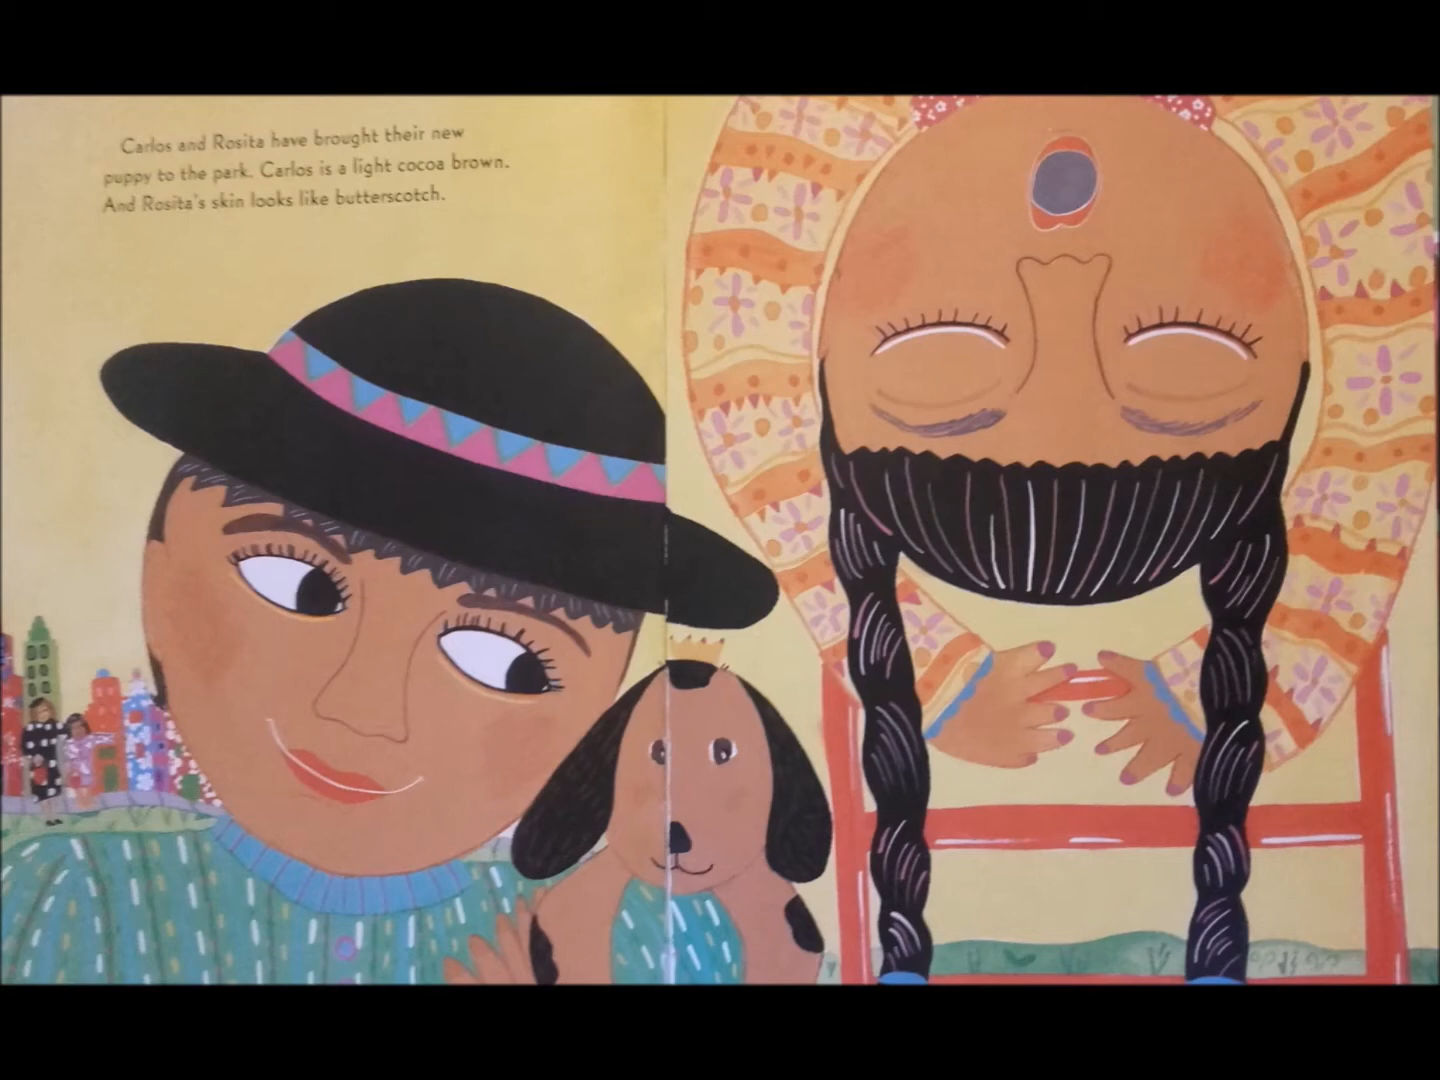 Carlos and Rosita have brought their new
puppy to the park. Carlos is a light cocoa brown.
And Rosita's skin looks like butterscotch.